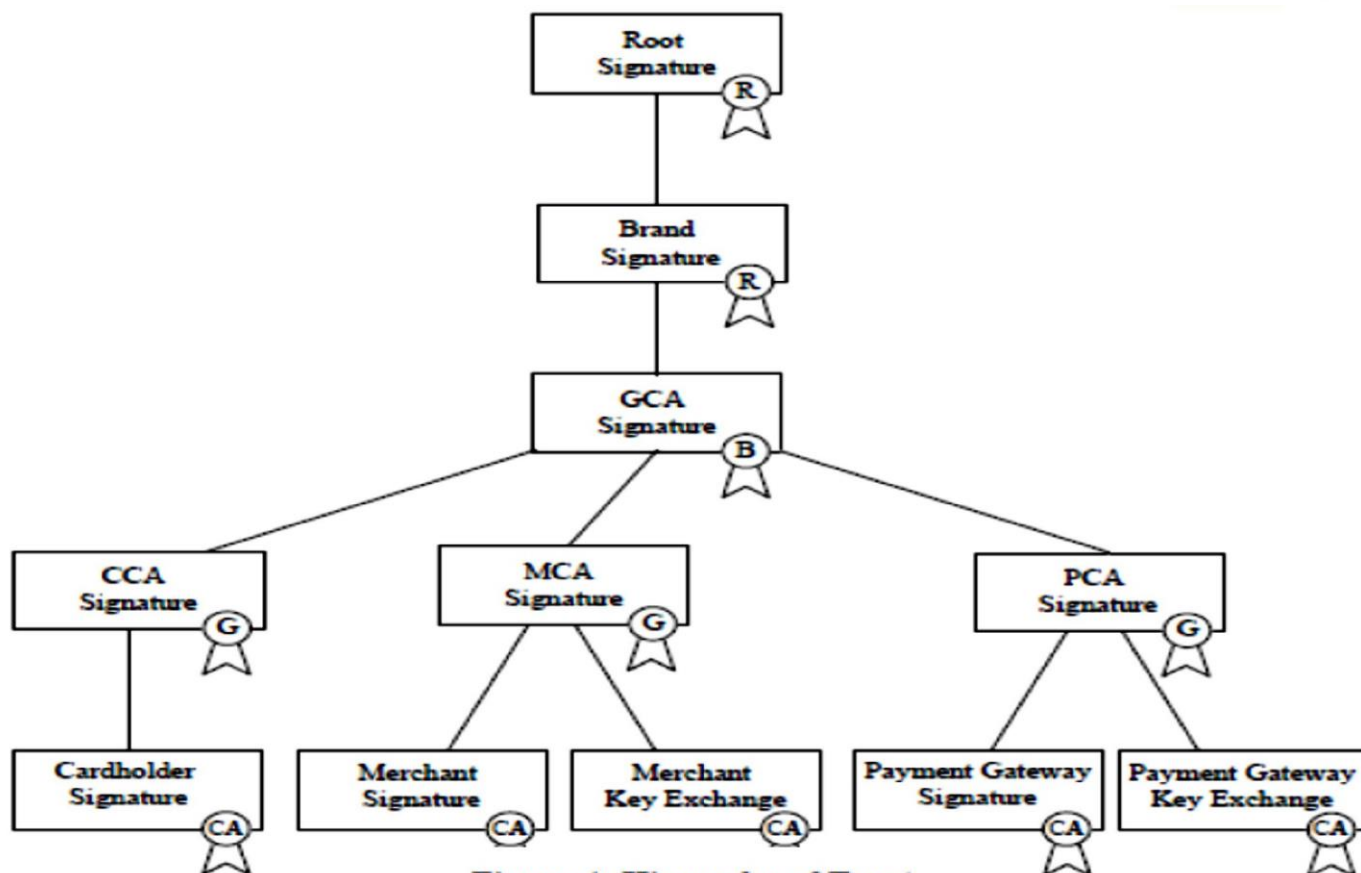 Root
Signature
R
Brand
Signature
R
GCA
Signature
B
CCA
Signature
G
MCA
Signature
G
PCA
Signature
G
Cardholder
Signature
CA
Merchant
Signature
CA
Merchant
Key Exchange
CA
Payment Gateway
Signature
CA
Payment Gateway
Key Exchange
CA